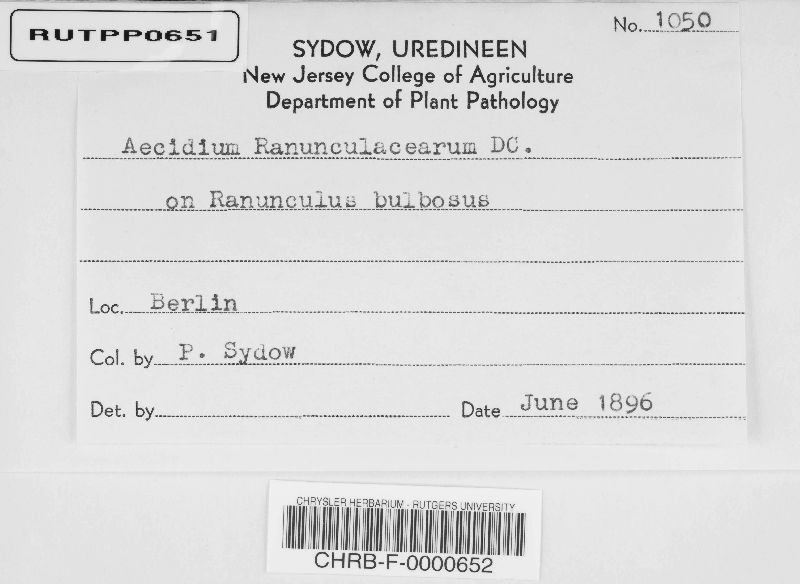 RUTPP0651
No. 1050
SYDOW, UREDINEEN
New Jersey College of Agriculture
Department of Plant Pathology
Aecidium Ranunculacearum DC.
on Ranunculus bulbosus
Loc. Berlin
Col. by P. Sydow
Det. by
Date June 1896
CHRYSLER HERBARIUM - RUTGERS UNIVERSITY
CHRB-F-0000652